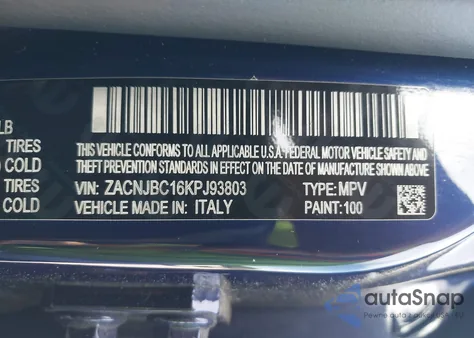 LB
TIRES
COLD
TIRES
COLD
THIS VEHICLE CONFORMS TO ALL APPLICABLE U.S.A. FEDERAL MOTOR VEHICLE SAFETY AND
THEFT PREVENTION STANDARDS IN EFFECT ON THE DATE OF MANUFACTURE SHOWN ABOVE.
VIN: ZACNJBC16KPJ93803 TYPE: MPV
VEHICLE MADE IN: ITALY PAINT: 100
autoSnap